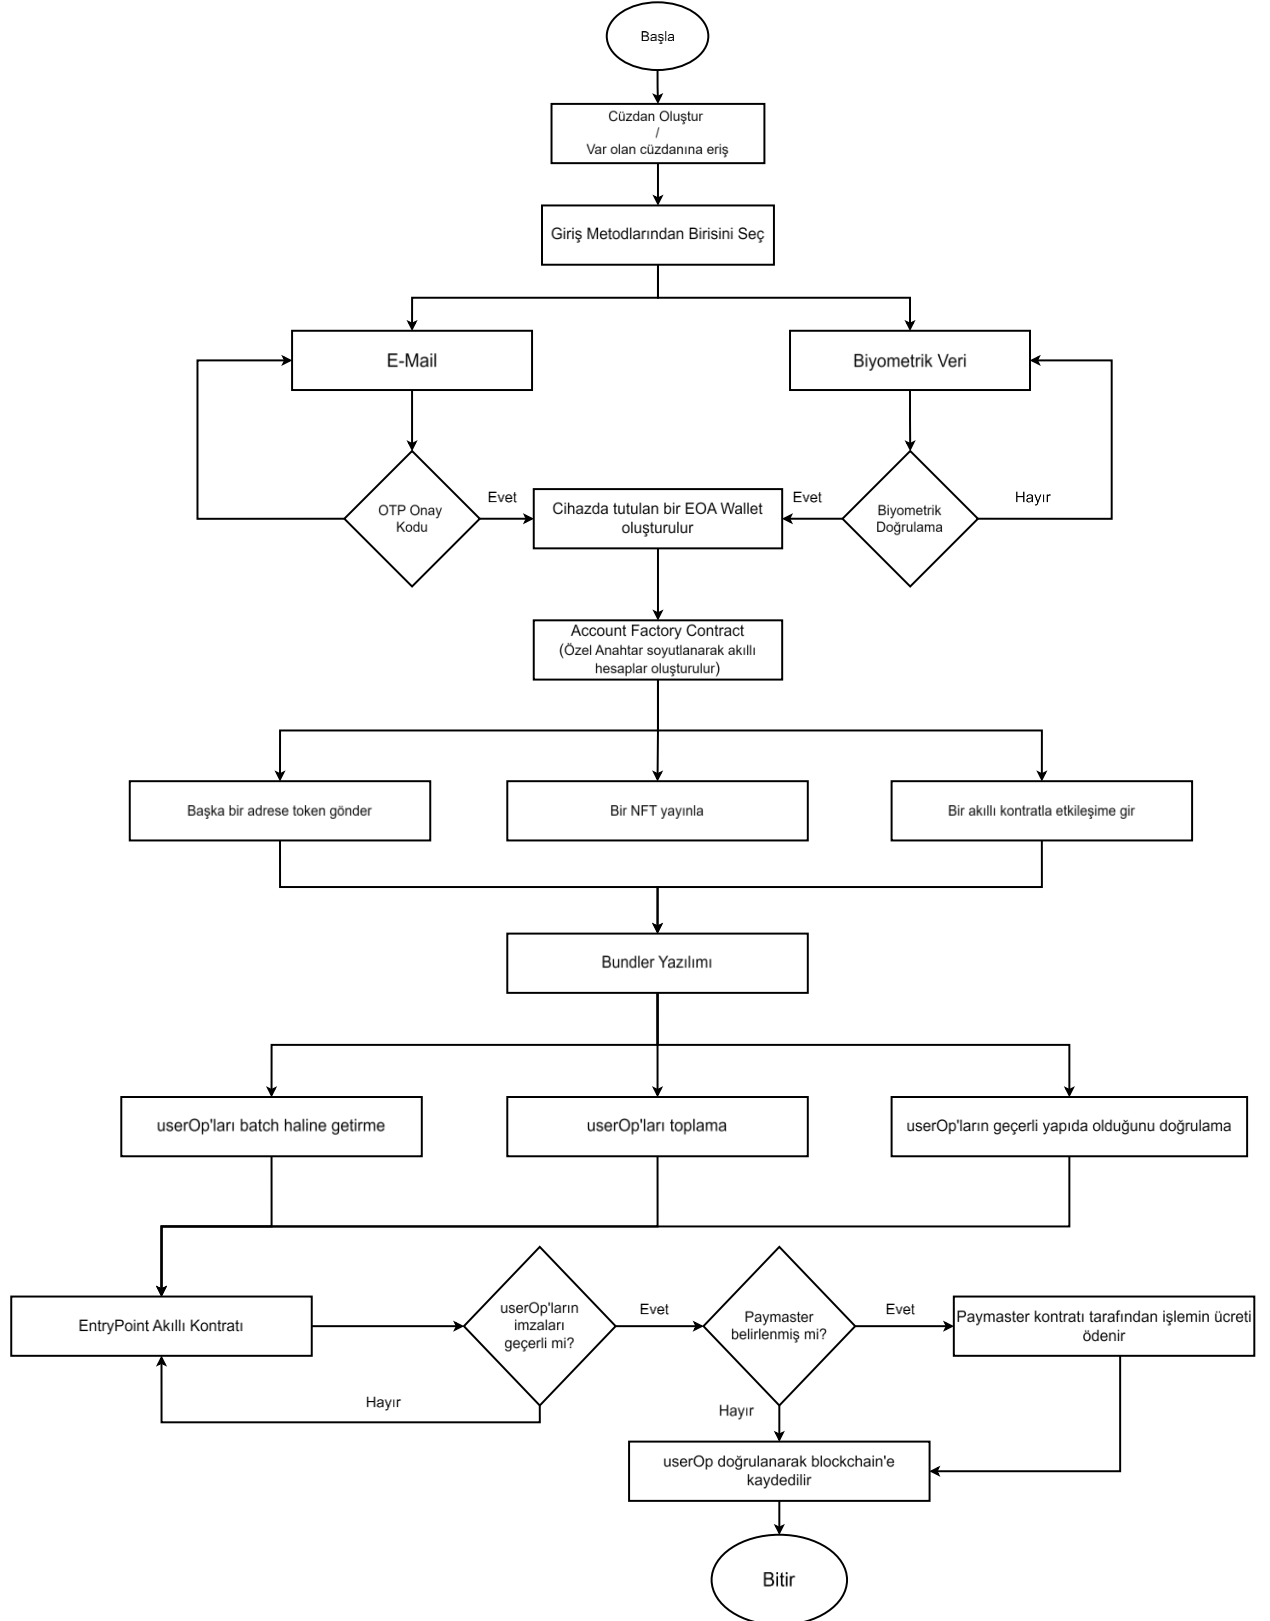 Başla
Cüzdan Oluştur
/
Var olan cüzdanına eriş
Giriş Metodlarından Birisini Seç
E-Mail
Biyometrik Veri
OTP Onay
Kodu
Evet
Cihazda tutulan bir EOA Wallet
oluşturulur
Evet
Biyometrik
Doğrulama
Hayır
Account Factory Contract
(Özel Anahtar soyutlanarak akıllı
hesaplar oluşturulur)
Başka bir adrese token gönder
Bir NFT yayınla
Bir akıllı kontratla etkileşime gir
Bundler Yazılımı
userOp'ları batch haline getirme
userOp'ları toplama
userOp'ların geçerli yapıda olduğunu doğrulama
EntryPoint Akıllı Kontratı
userOp'ların
imzaları
geçerli mi?
Evet
Paymaster
belirlenmiş mi?
Evet
Paymaster kontratı tarafından işlemin ücreti
ödenir
Hayır
Hayır
userOp doğrulanarak blockchain'e
kaydedilir
Bitir